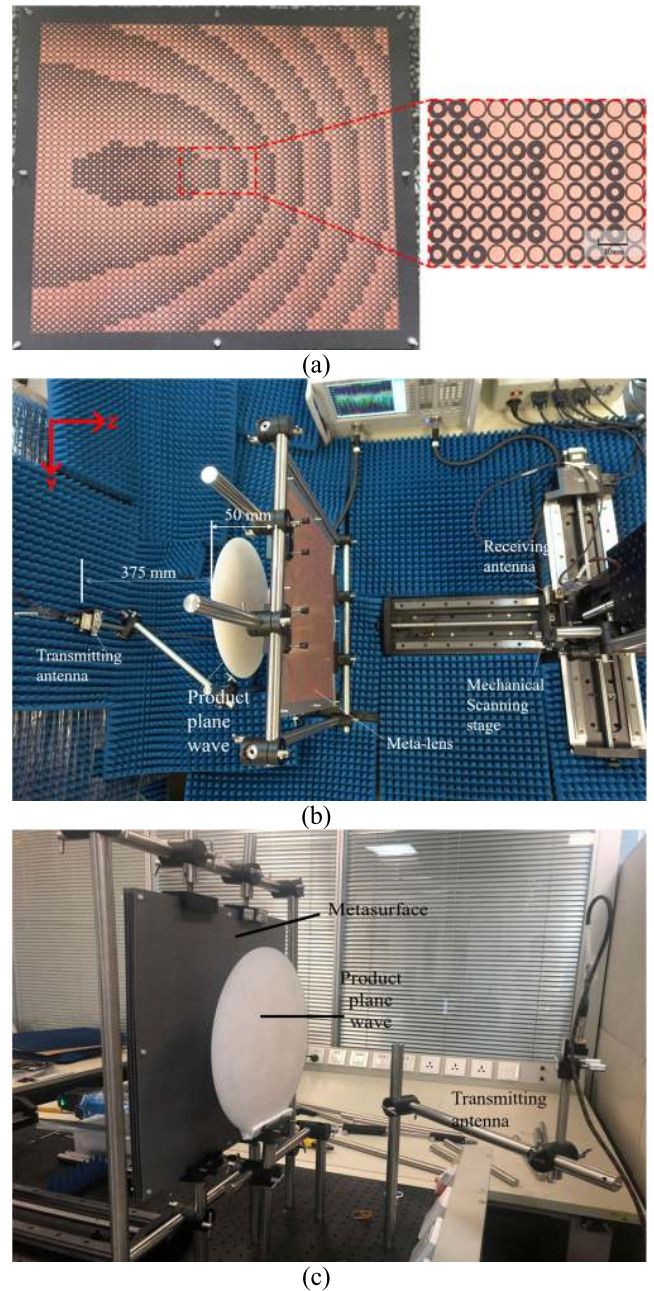 10mm
(a)
Z
Y
50 mm
375 mm
Receiving
antenna
Transmitting
antenna
Product
plane
wave
Mechanical
Scanning
stage
Meta-lens
(b)
Metasurface
Product
plane
wave
Transmitting
antenna
(c)